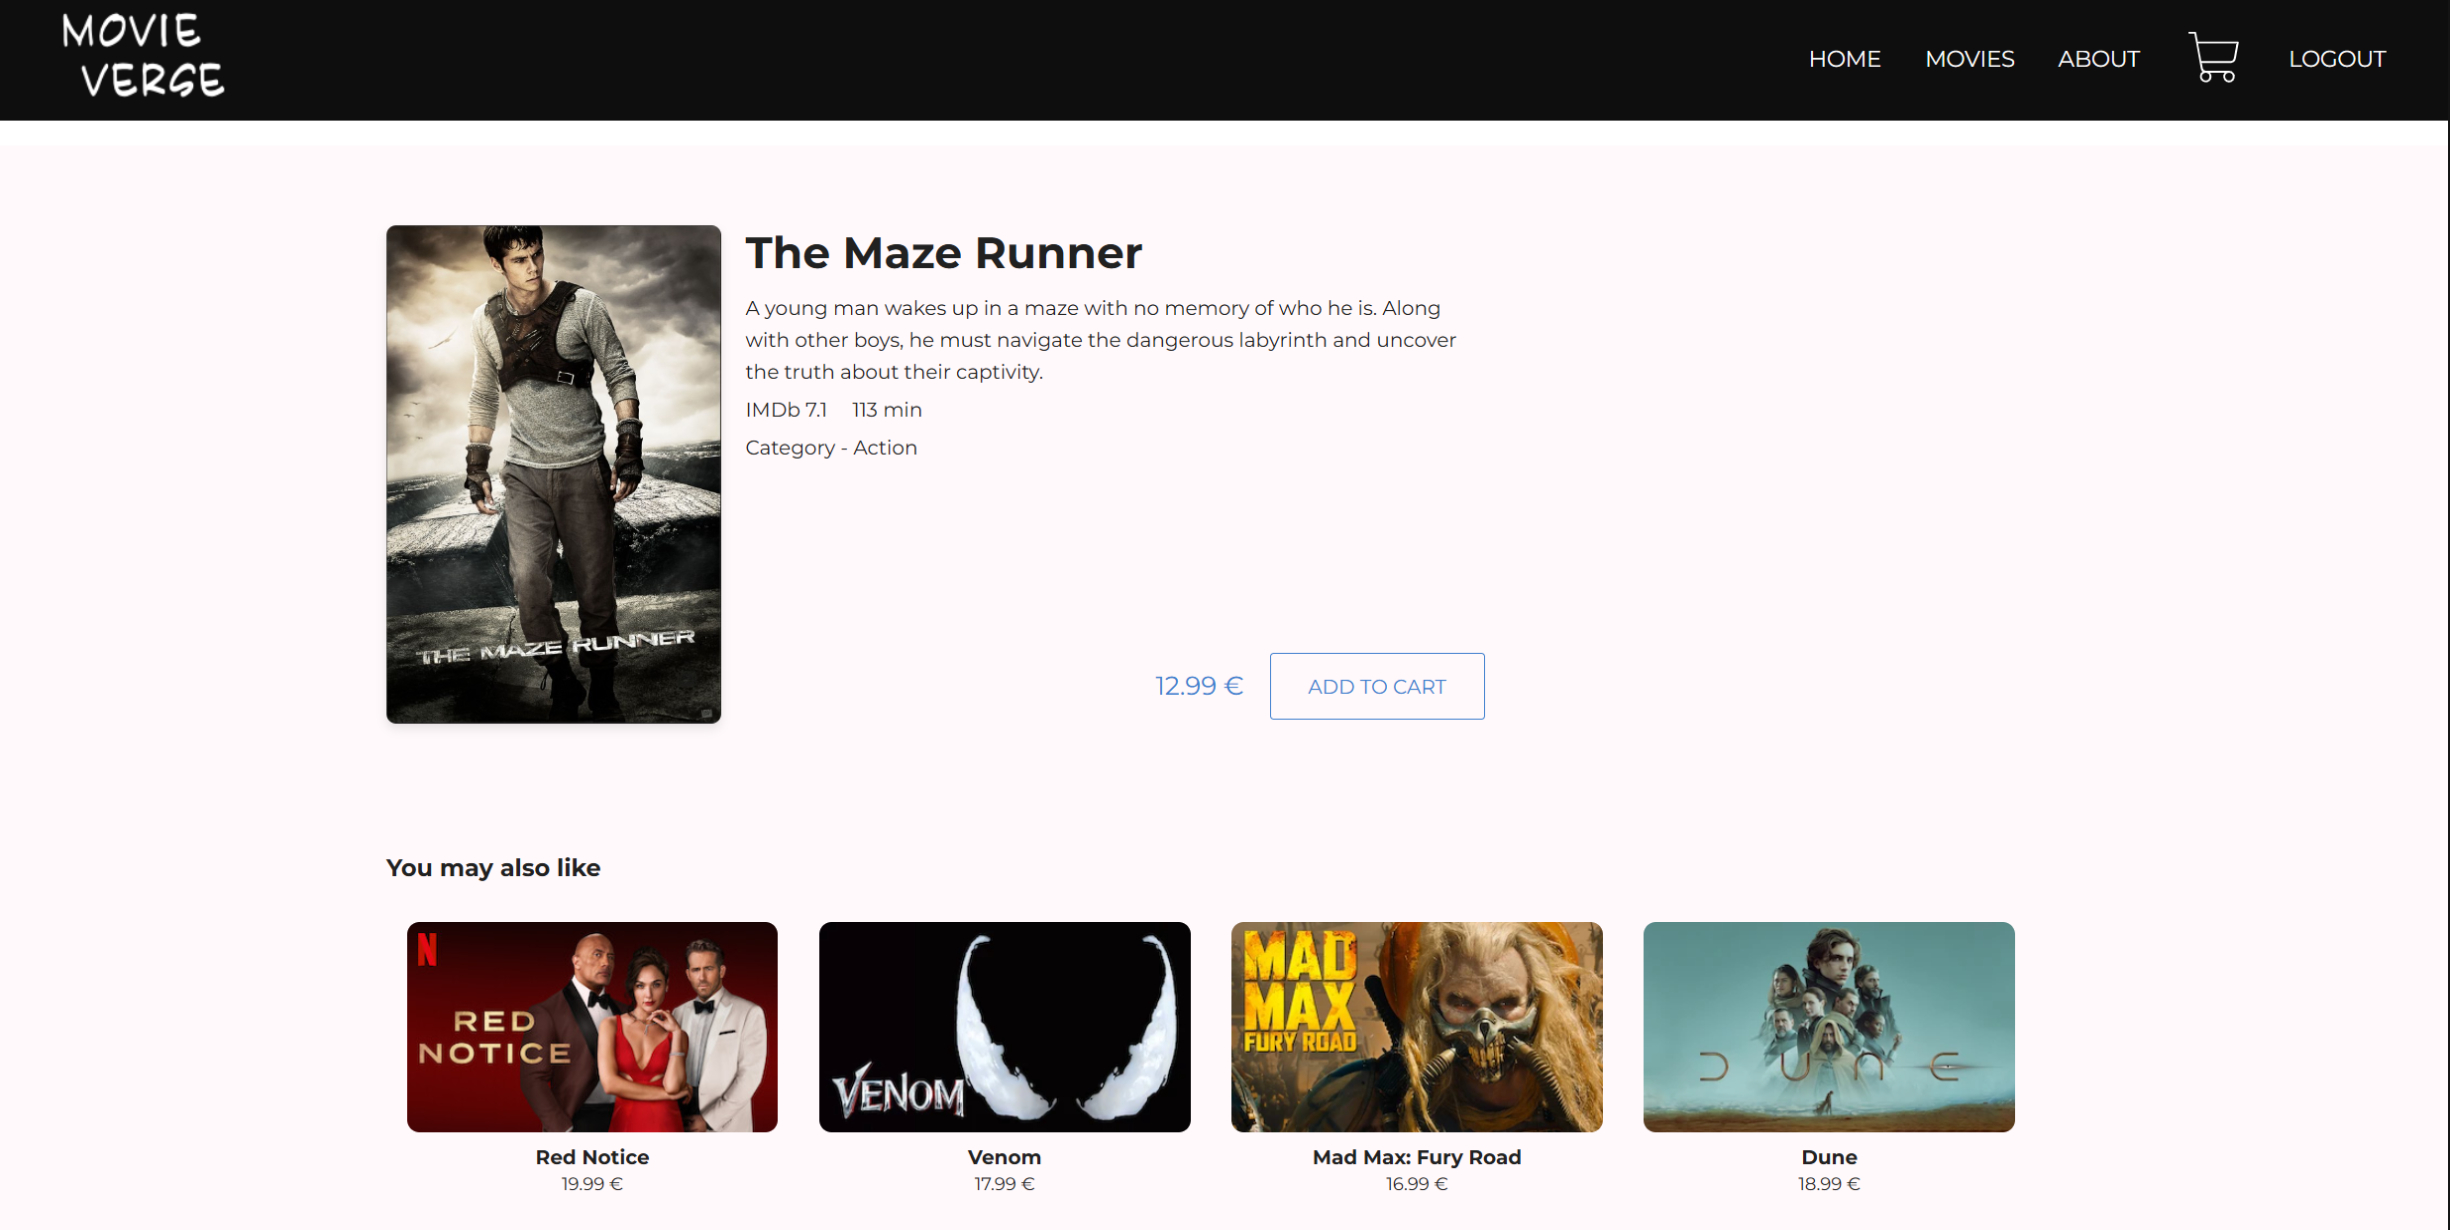 MOVIE
VERGE
HOME MOVIES ABOUT LOGOUT
The Maze Runner
A young man wakes up in a maze with no memory of who he is. Along
with other boys, he must navigate the dangerous labyrinth and uncover
the truth about their captivity.
IMDb 7.1 113 min
Category - Action
THE MAZE RUNNER
12.99 € ADD TO CART
You may also like
N
RED
NOTICE
VENOM
MAD
MAX
FURY ROAD
DUNE
Red Notice
19.99 €
Venom
17.99 €
Mad Max: Fury Road
16.99 €
Dune
18.99 €